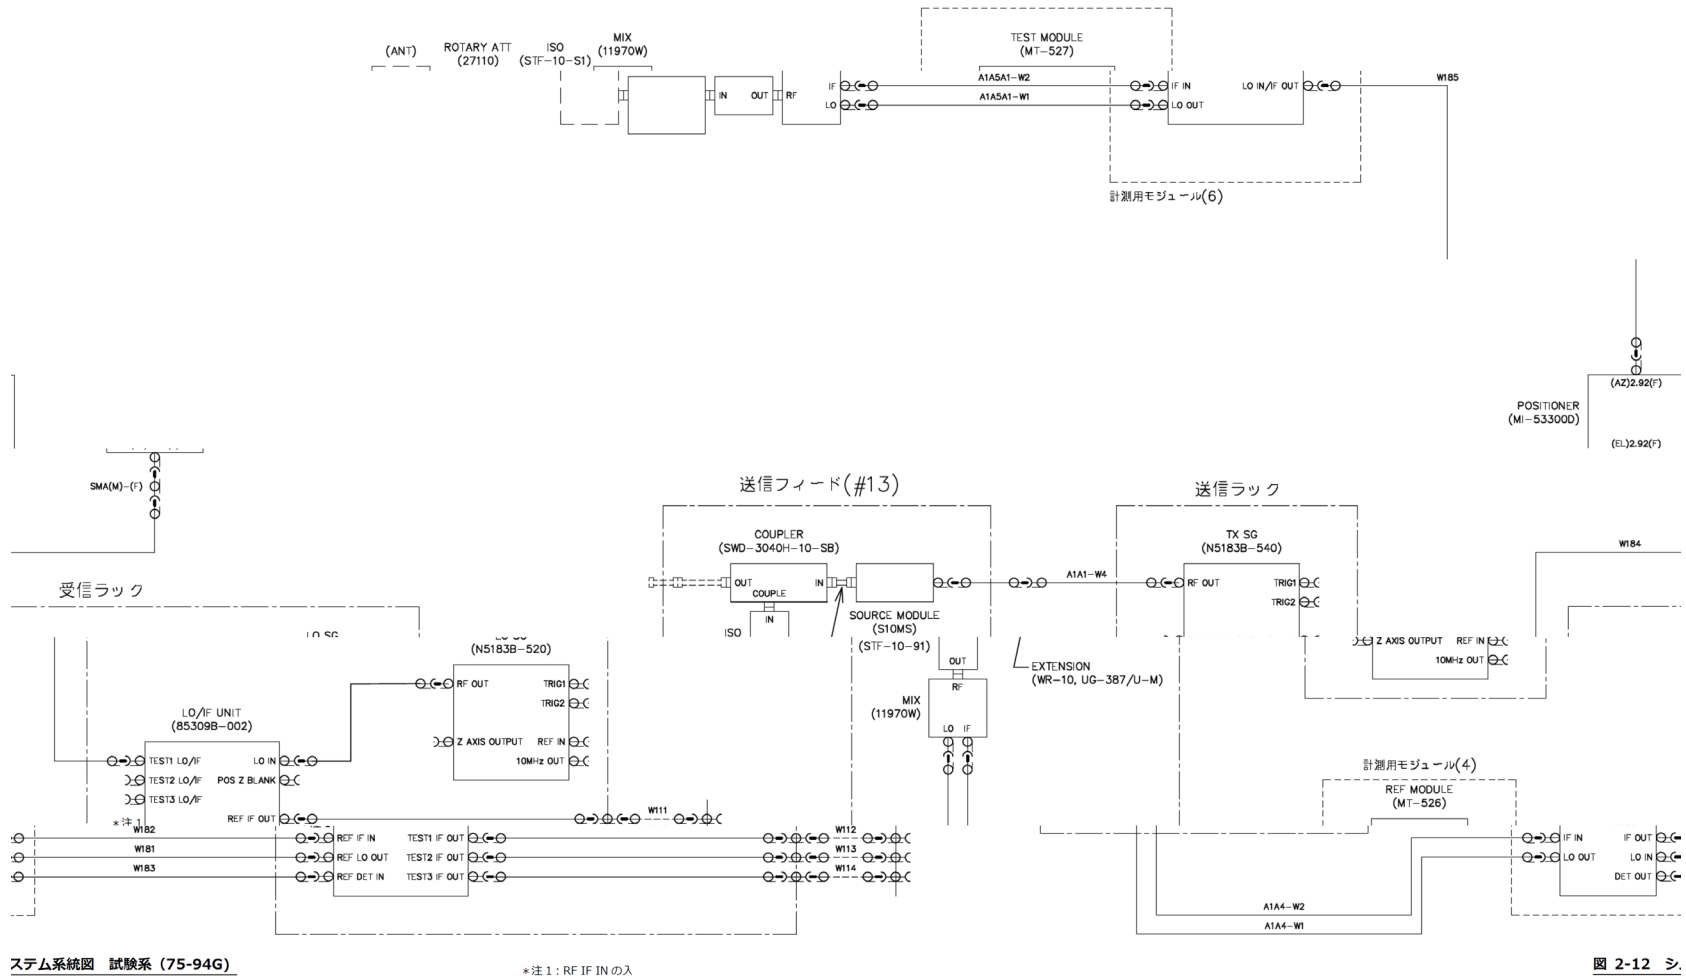 (ANT)
ROTARY ATT
(27110)
ISO
(STF-10-S1)
MIX
(11970W)
TEST MODULE
(MT-527)
IN
OUT
RF
IF
LO
A1A5A1-W2
A1A5A1-W1
IF IN
LO OUT
LO IN/IF OUT
W185
計測用モジュール(6)
(AZ)2.92(F)
POSITIONER
(MI-53300D)
(EL)2.92(F)
SMA(M)-(F)
送信フィード(#13)
送信ラック
COUPLER
(SWD-3040H-10-SB)
OUT
IN
COUPLE
IN
ISO
SOURCE MODULE
(S10MS)
(STF-10-91)
A1A1-W4
TX SG
(N5183B-540)
RF OUT
TRIG1
TRIG2
Z AXIS OUTPUT
REF IN
10MHz OUT
W184
受信ラック
LO SG
(N5183B-520)
RF OUT
TRIG1
TRIG2
Z AXIS OUTPUT
REF IN
10MHz OUT
LO/IF UNIT
(85309B-002)
TEST1 LO/IF
TEST2 LO/IF
TEST3 LO/IF
LO IN
POS Z BLANK
REF IF OUT
OUT
RF
MIX
(11970W)
LO
IF
EXTENSION
(WR-10, UG-387/U-M)
計測用モジュール(4)
REF MODULE
(MT-526)
W111
＊注1
W182
W181
W183
REF IF IN
REF LO OUT
REF DET IN
TEST1 IF OUT
TEST2 IF OUT
TEST3 IF OUT
W112
W113
W114
IF IN
LO OUT
IF OUT
LO IN
DET OUT
A1A4-W2
A1A4-W1
ステム系統図　試験系（75-94G)
＊注1：RF IF INの入
図 2-12　シ